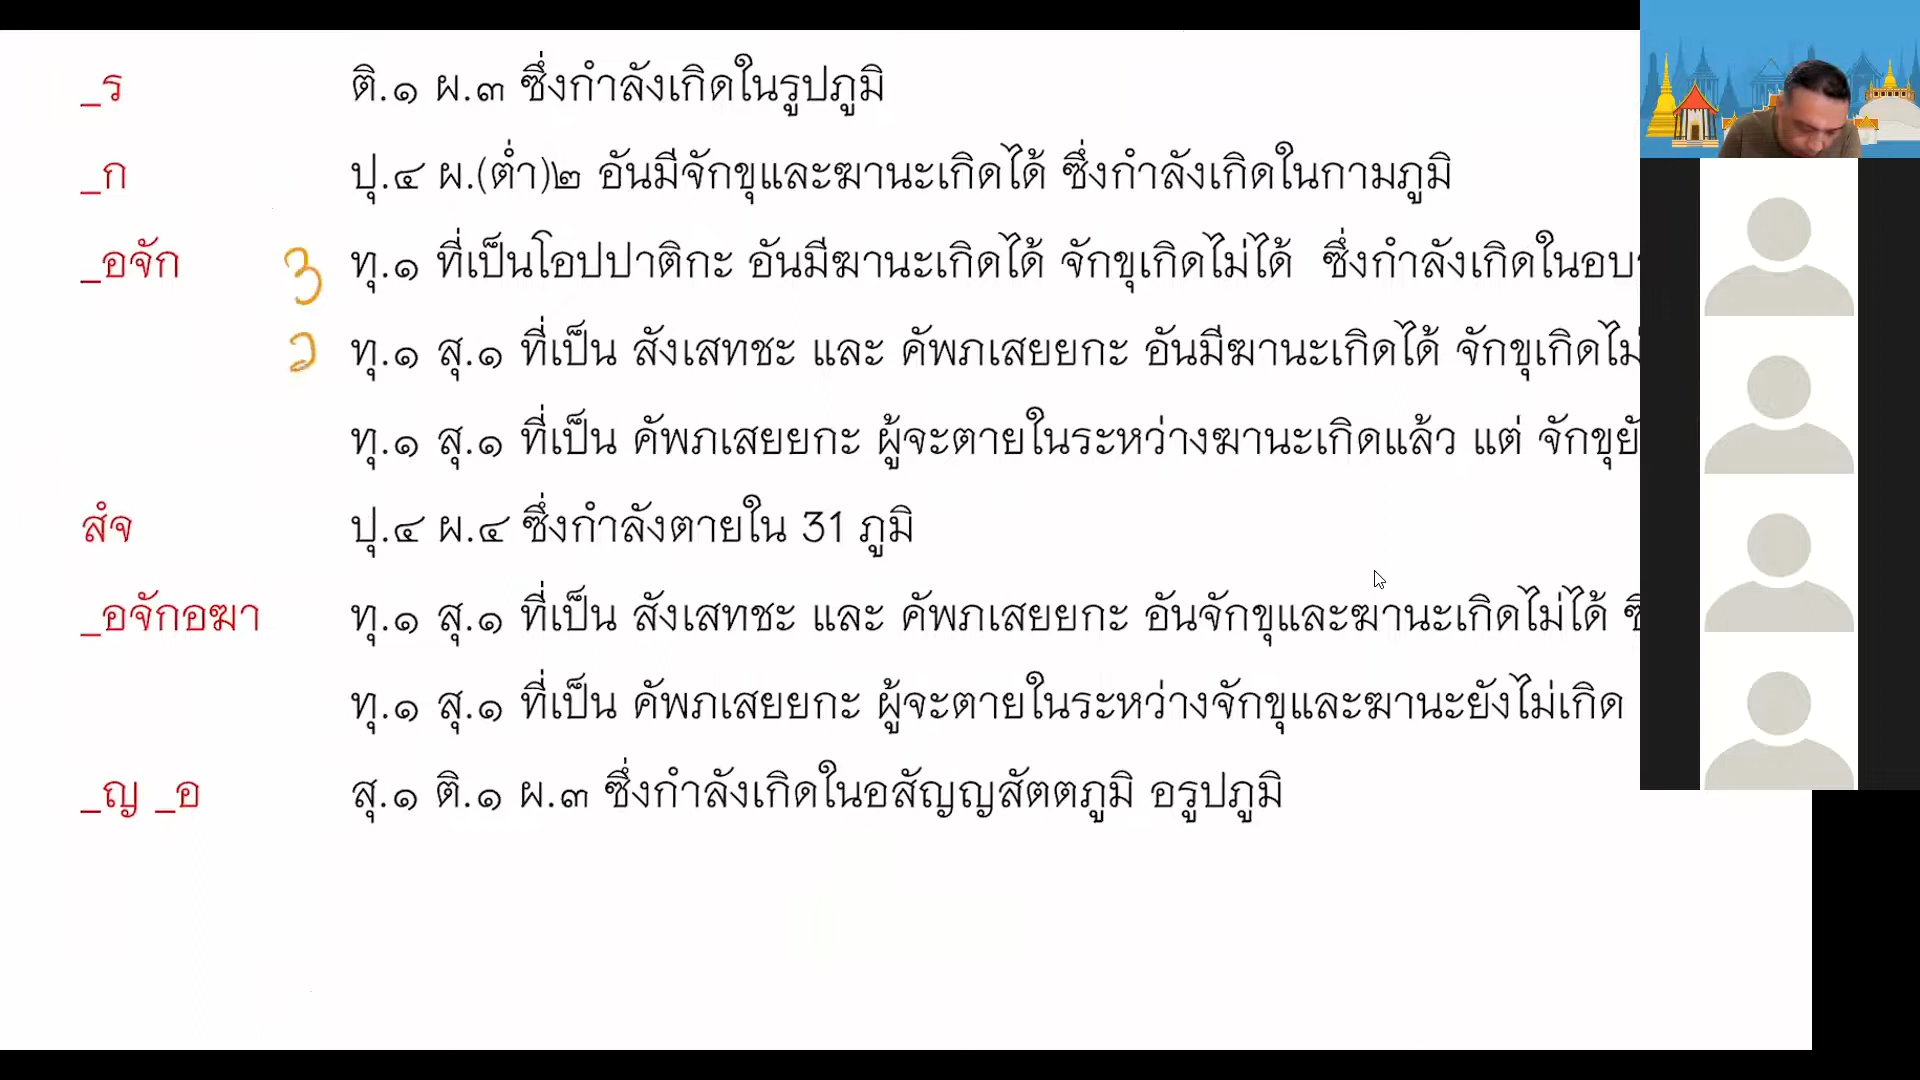 _ร ติ.๑ ผ.๓ ซึ่งกำลังเกิดในรูปภูมิ
_ก ปุ.๔ ผ.(ต่ำ)๒ อันมีจักขุและฆานะเกิดได้ ซึ่งกำลังเกิดในกามภูมิ
_อจัก 3 ทุ.๑ ที่เป็นโอปปาติกะ อันมีฆานะเกิดได้ จักขุเกิดไม่ได้ ซึ่งกำลังเกิดใน
2 ทุ.๑ สุ.๑ ที่เป็น สังเสทชะ และ คัพภเสยยกะ อันมีฆานะเกิดได้ จักขุเกิดไม่
ทุ.๑ สุ.๑ ที่เป็น คัพภเสยยกะ ผู้จะตายในระหว่างฆานะเกิดแล้ว แต่ จักขุยั
สํจ ปุ.๔ ผ.๔ ซึ่งกำลังตายใน 31 ภูมิ
_อจักอฆา ทุ.๑ สุ.๑ ที่เป็น สังเสทชะ และ คัพภเสยยกะ อันจักขุและฆานะเกิดไม่ได้
ทุ.๑ สุ.๑ ที่เป็น คัพภเสยยกะ ผู้จะตายในระหว่างจักขุและฆานะยังไม่เกิด
_ญ _อ สุ.๑ ติ.๑ ผ.๓ ซึ่งกำลังเกิดในอสัญญสัตตภูมิ อรูปภูมิ